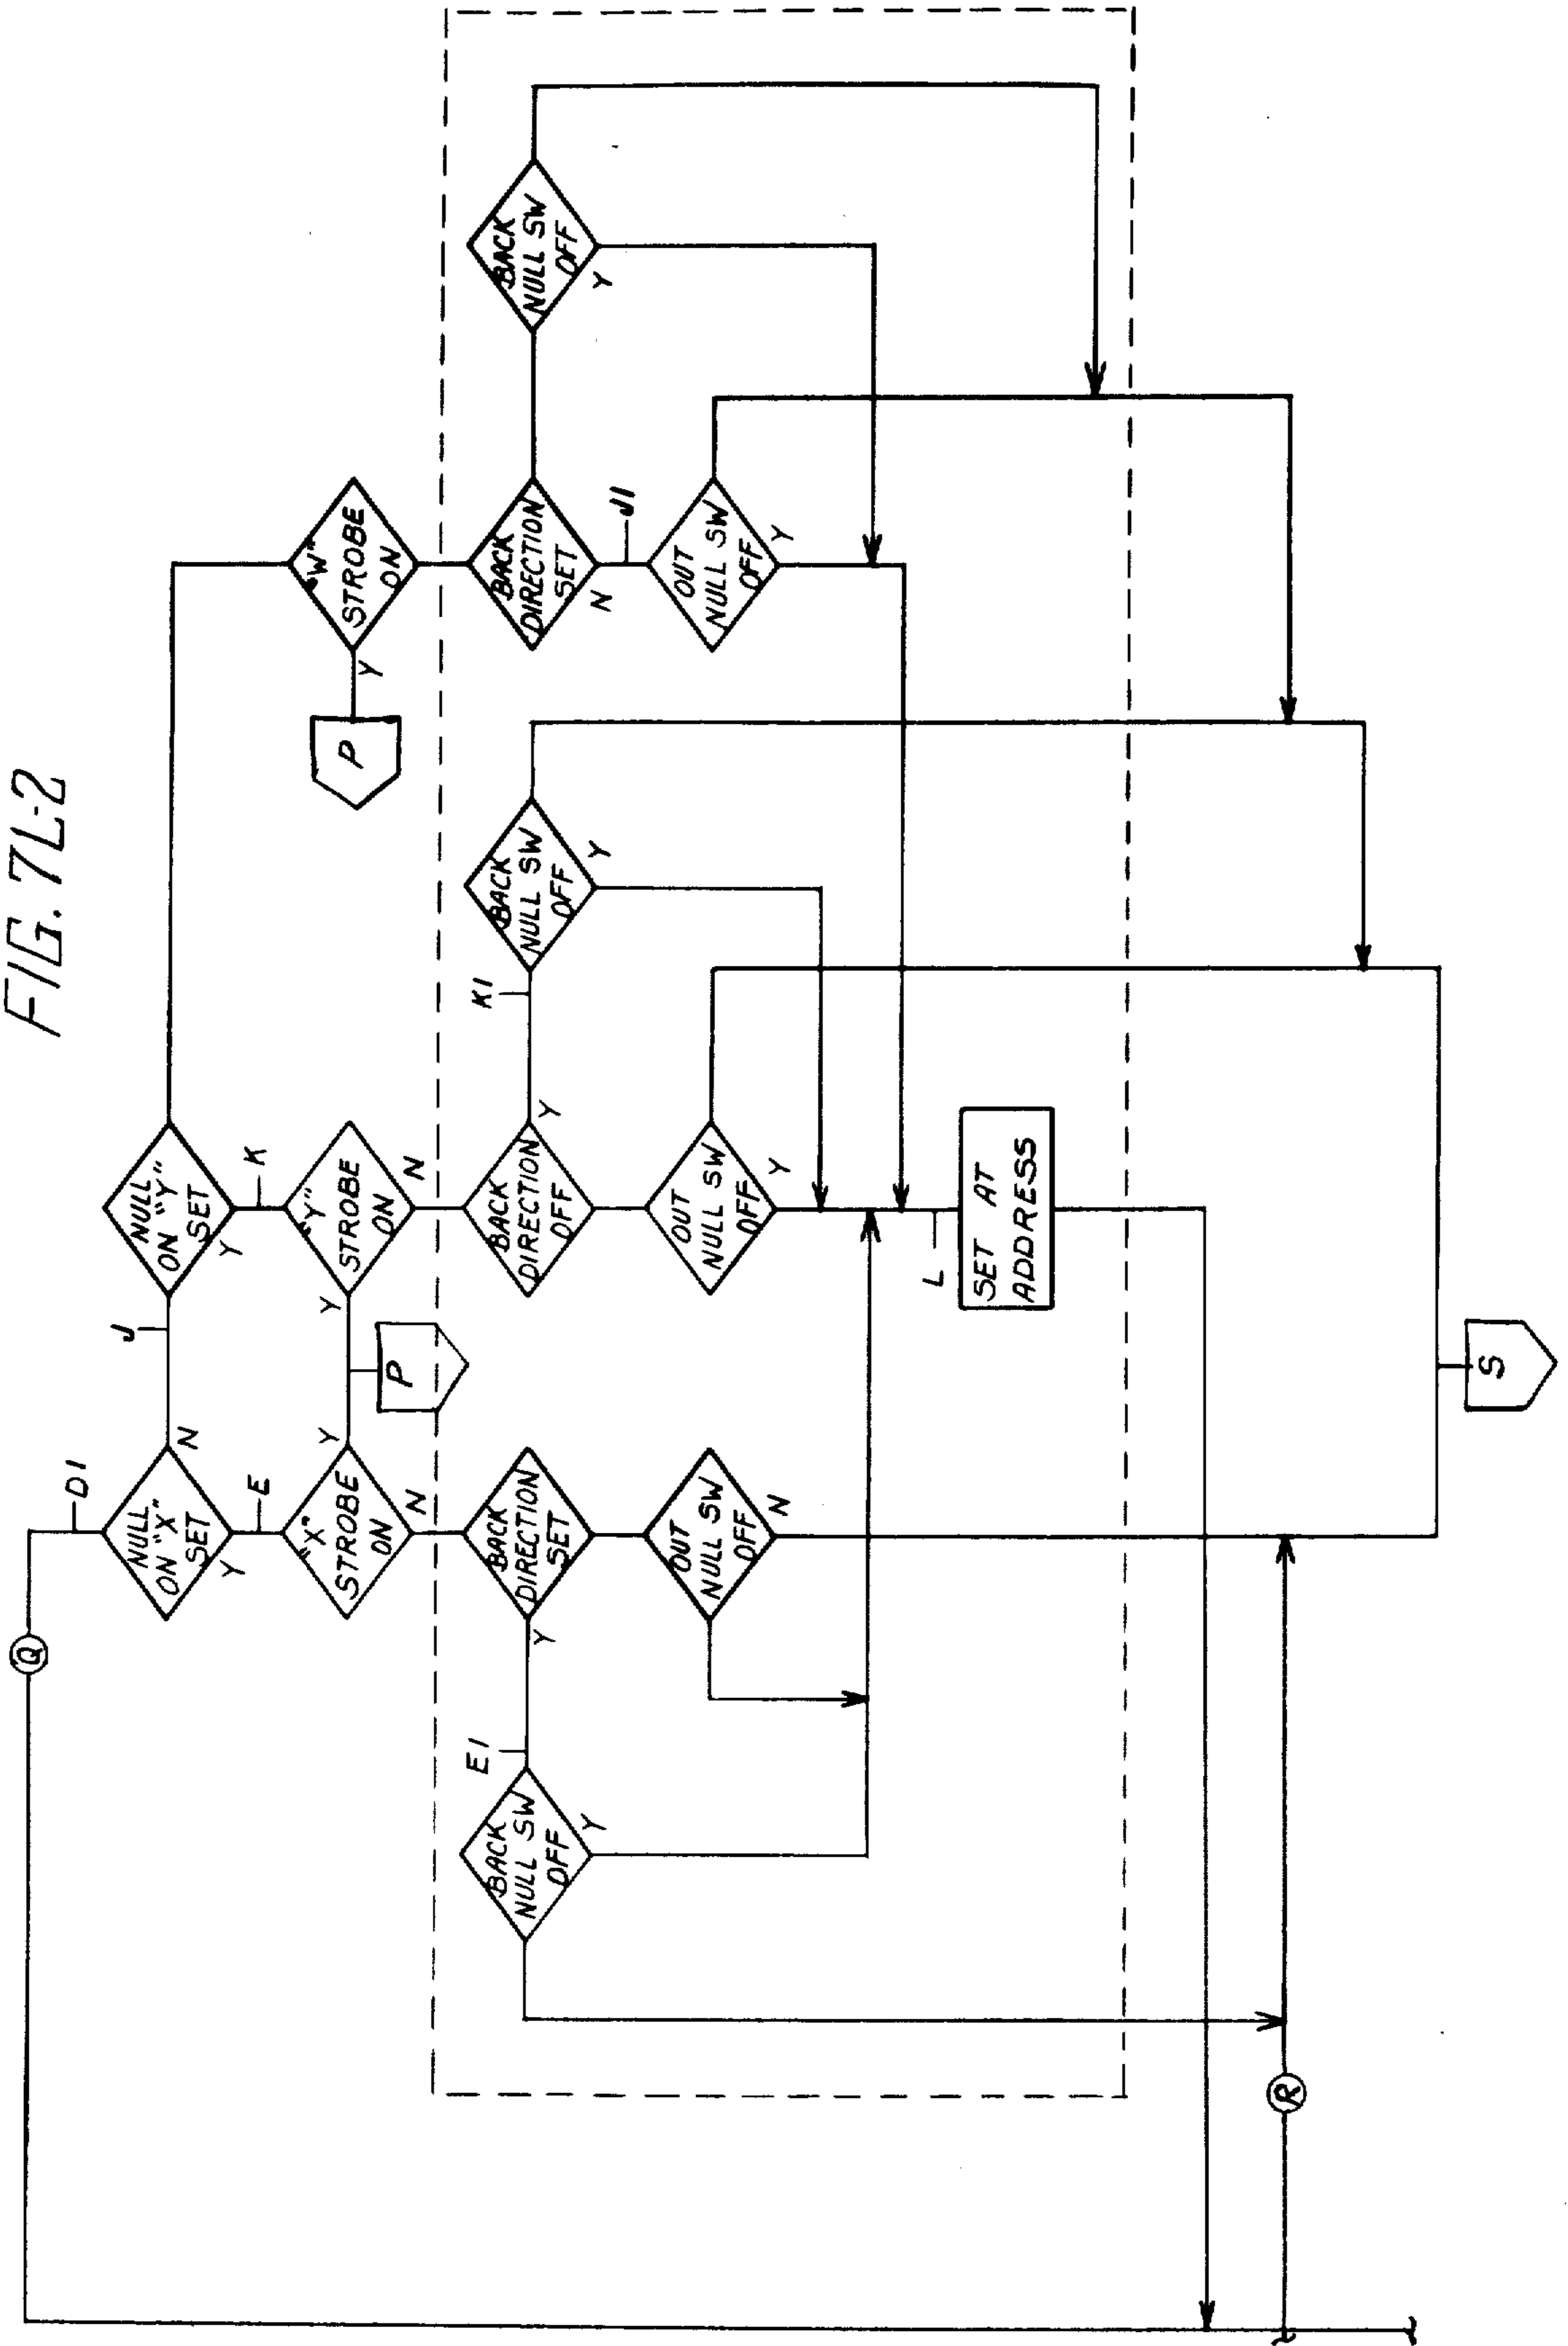 FIG. 7L-2
Q
D1
NULL
ON "X"
SET
N
Y
J
NULL
ON "Y"
SET
Y
E
K
"X"
STROBE
ON
Y
N
P
"Y"
STROBE
ON
Y
N
"W"
STROBE
ON
Y
P
BACK
NULL SW
OFF
Y
E1
BACK
DIRECTION
SET
Y
BACK
DIRECTION
OFF
Y
K1
BACK
NULL SW
OFF
Y
BACK
DIRECTION
SET
N
J1
BACK
NULL SW
OFF
Y
OUT
NULL SW
OFF
N
OUT
NULL SW
OFF
Y
OUT
NULL SW
OFF
Y
L
SET AT
ADDRESS
R
S